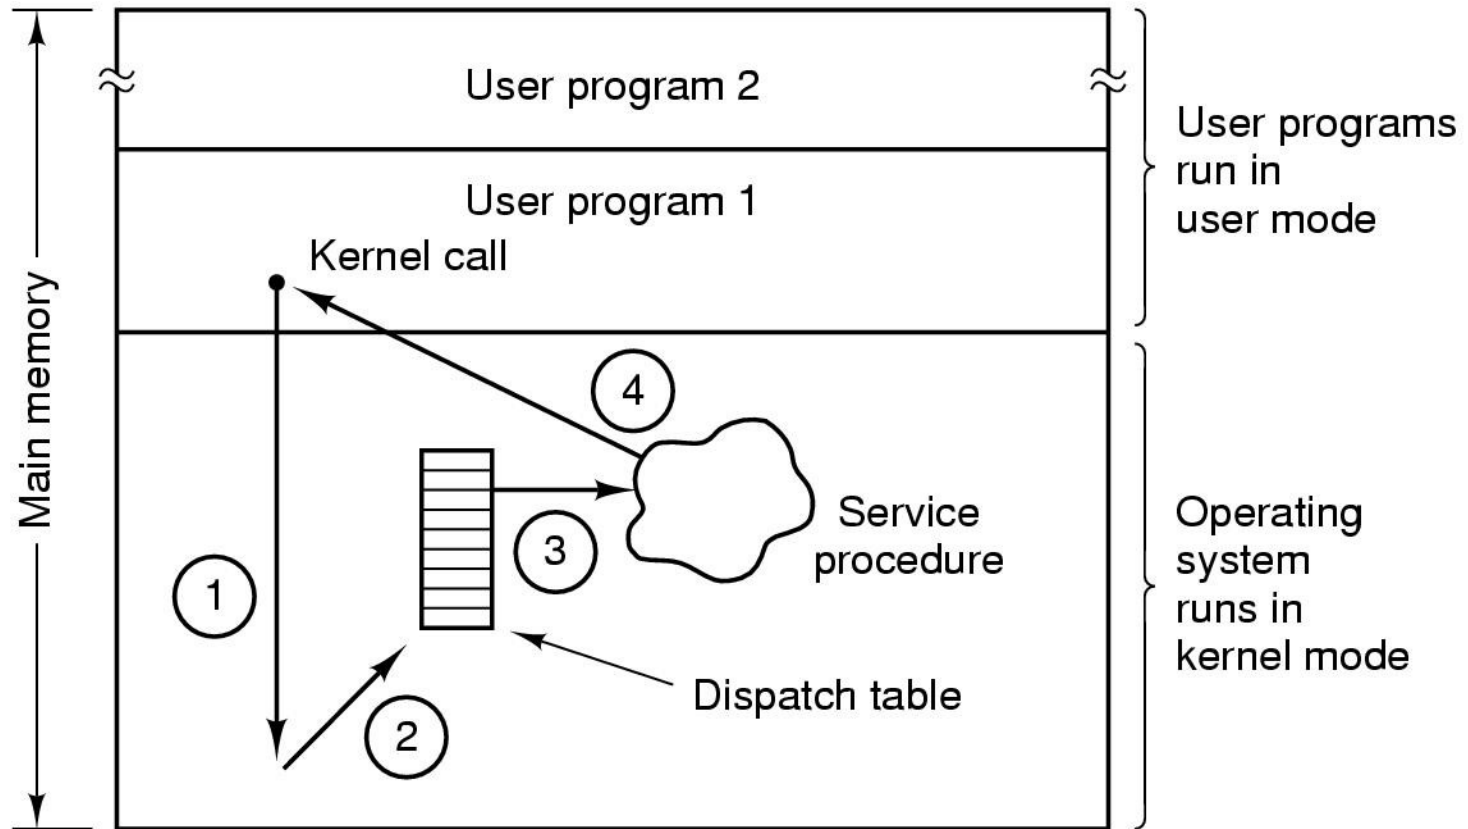 User program 2
User programs
run in
user mode
User program 1
Kernel call
Main memory
4
Service
procedure
3
1
Operating
system
runs in
kernel mode
Dispatch table
2